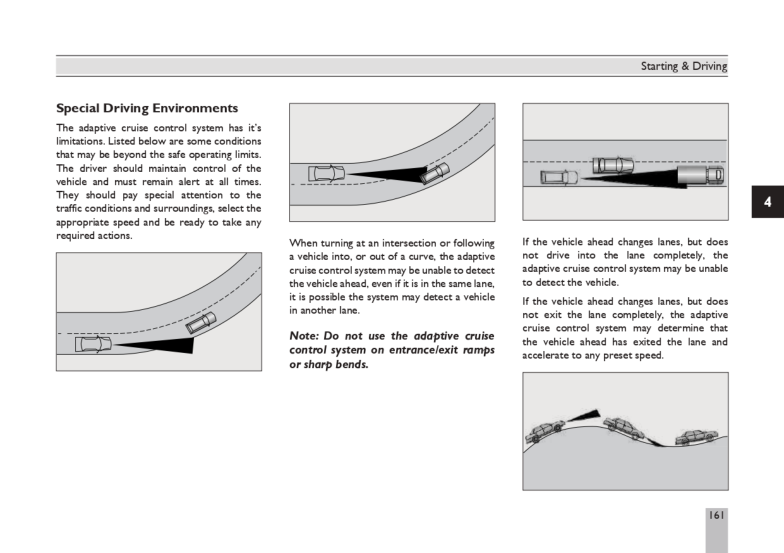 Starting & Driving
Special Driving Environments
The adaptive cruise control system has it's
limitations. Listed below are some conditions
that may be beyond the safe operating limits.
The driver should maintain control of the
vehicle and must remain alert at all times.
They should pay special attention to the
traffic conditions and surroundings, select the
appropriate speed and be ready to take any
required actions.
When turning at an intersection or following
a vehicle into, or out of a curve, the adaptive
cruise control system may be unable to detect
the vehicle ahead, even if it is in the same lane,
it is possible the system may detect a vehicle
in another lane.
Note: Do not use the adaptive cruise
control system on entrance/exit ramps
or sharp bends.
If the vehicle ahead changes lanes, but does
not drive into the lane completely, the
adaptive cruise control system may be unable
to detect the vehicle.
If the vehicle ahead changes lanes, but does
not exit the lane completely, the adaptive
cruise control system may determine that
the vehicle ahead has exited the lane and
accelerate to any preset speed.
4
161